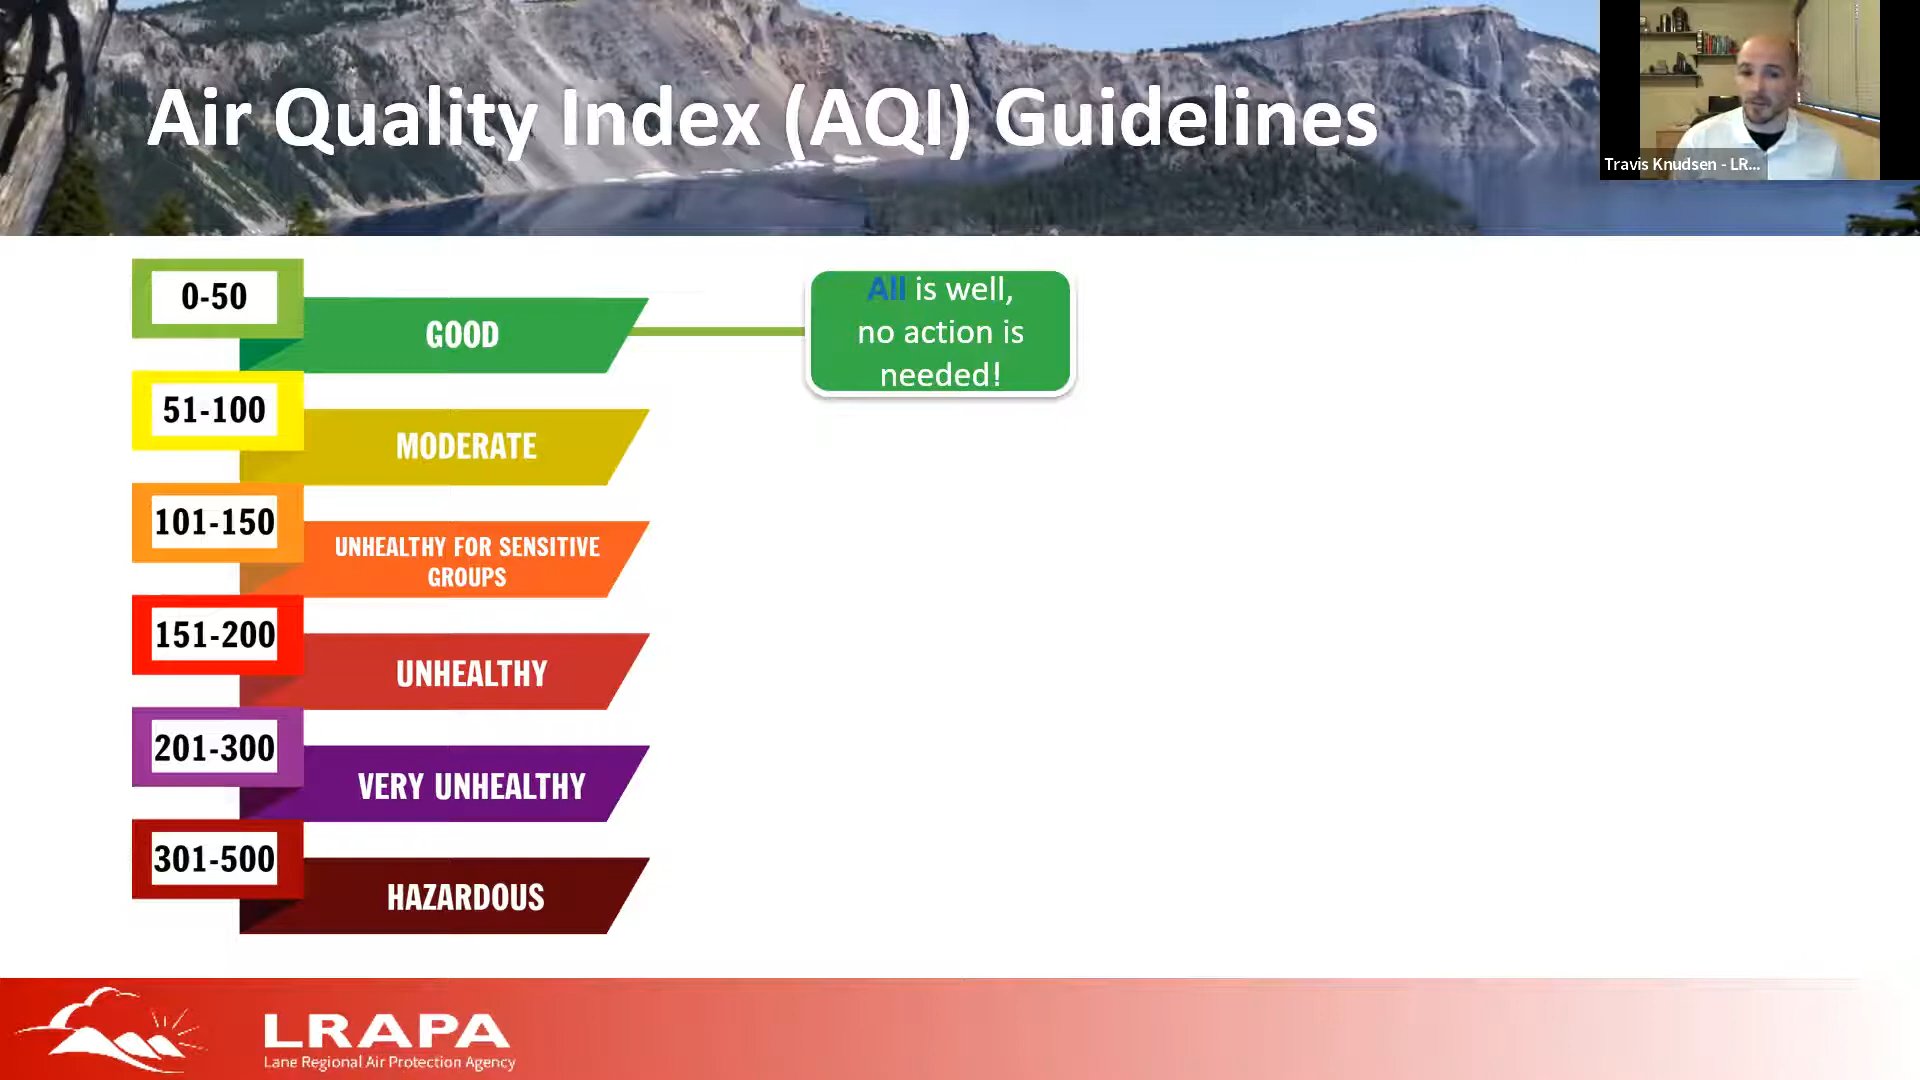 Air Quality Index (AQI) Guidelines
Travis Knudsen - LR...
0-50
GOOD
All is well,
no action is
needed!
51-100
MODERATE
101-150
UNHEALTHY FOR SENSITIVE
GROUPS
151-200
UNHEALTHY
201-300
VERY UNHEALTHY
301-500
HAZARDOUS
LRAPA
Lane Regional Air Protection Agency